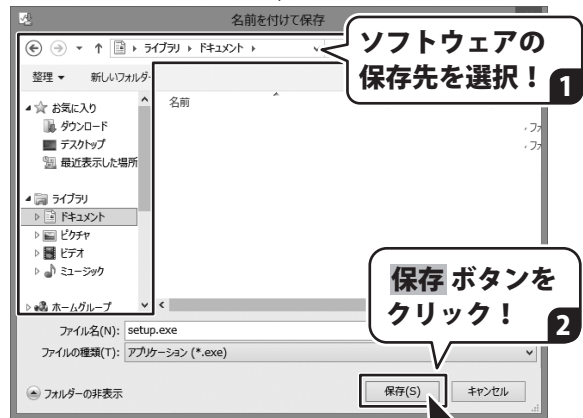 名前を付けて保存
ライブラリ ▸ ドキュメント ▸
ソフトウェアの
保存先を選択！
1
整理 ▼ 新しいフォルダー
名前
お気に入り
ダウンロード
デスクトップ
最近表示した場所
ライブラリ
ドキュメント
ピクチャ
ビデオ
ミュージック
ホームグループ
保存 ボタンを
クリック！
2
ファイル名(N): setup.exe
ファイルの種類(T): アプリケーション (*.exe)
フォルダーの非表示
保存(S) キャンセル